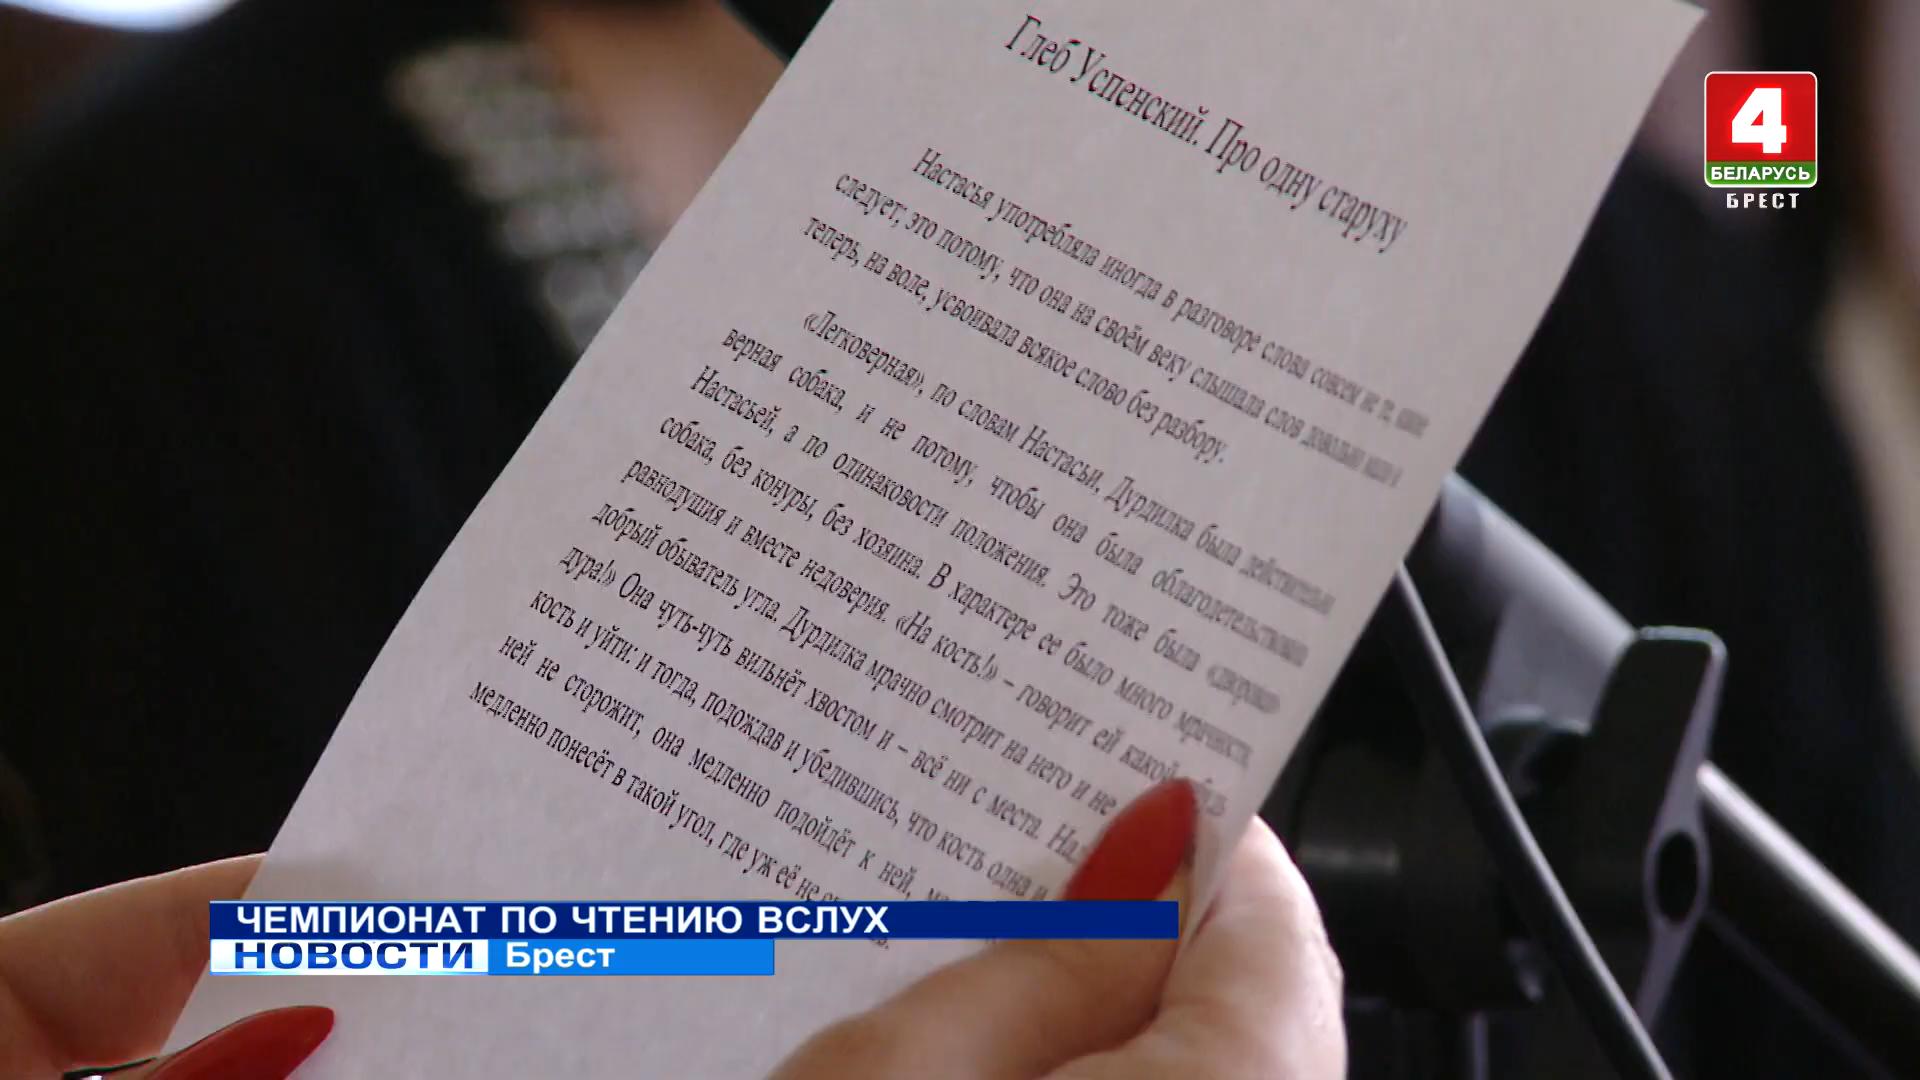 Глеб Успенский. Про одну старуху
Настасья употребляла иногда в разговоре слова совсем не те, какие
следует; это потому, что она на своём веку слышала слов довольно мало и
теперь, на воле, усвоивала всякое слово без разбору.
«Легковерная», по словам Настасьи, Дурдилка была действительно
верная собака, и не потому, чтобы она была облагодетельствована
Настасьей, а по одинаковости положения. Это тоже была «дворовая»
собака, без конуры, без хозяина. В характере ее было много мрачности,
равнодушия и вместе недоверия. «На кость!» – говорит ей какой
добрый обыватель угла. Дурдилка мрачно смотрит на него и не
дура!» Она чуть-чуть вильнёт хвостом и – всё ни с места.
кость и уйти: и тогда, подождав и убедившись, что кость одна и
ней не сторожит, она медленно подойдёт к ней,
медленно понесёт в такой угол, где уж её не
4
БЕЛАРУСЬ
БРЕСТ
ЧЕМПИОНАТ ПО ЧТЕНИЮ ВСЛУХ
НОВОСТИ Брест